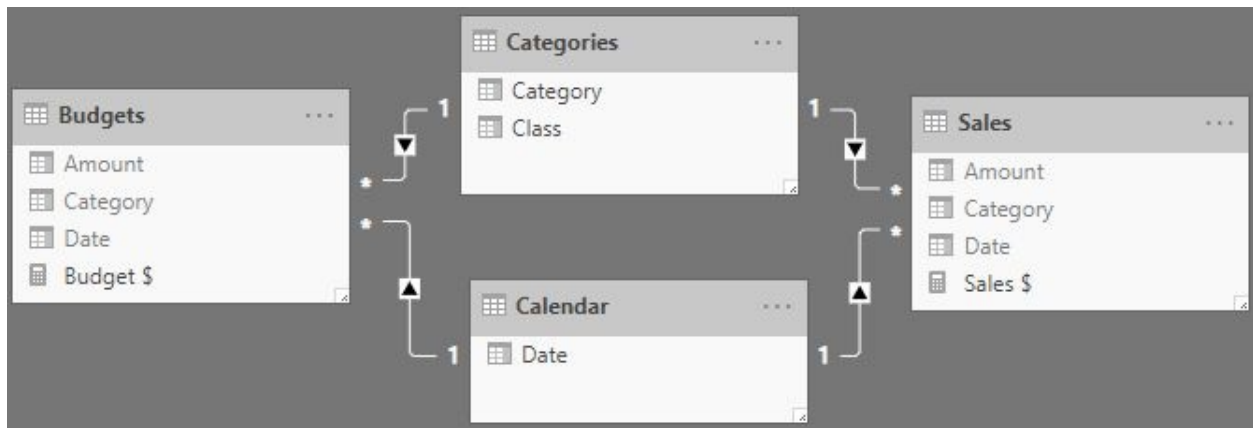 Categories
Category
Class
Budgets
Amount
Category
Date
Budget $
1
*
*
1
1
*
*
1
Sales
Amount
Category
Date
Sales $
Calendar
Date